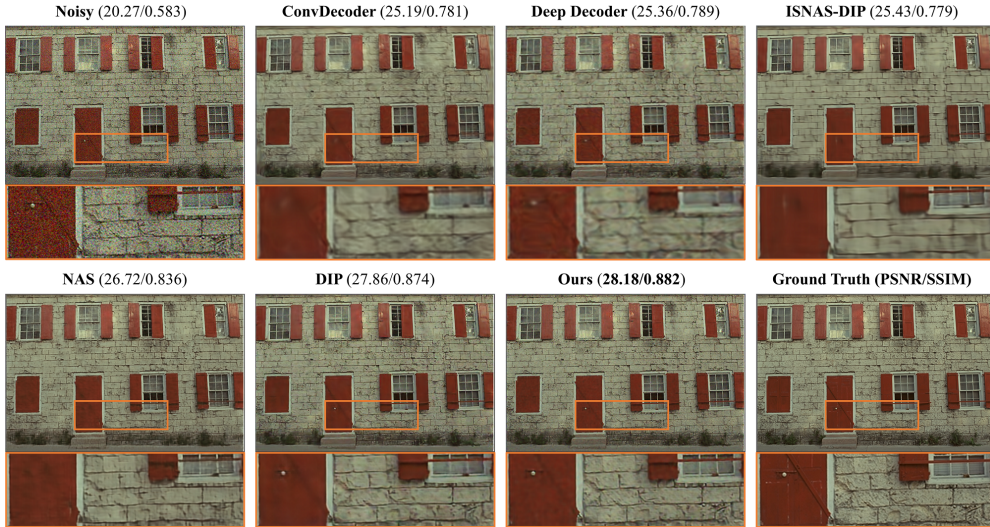 Noisy (20.27/0.583)
ConvDecoder (25.19/0.781)
Deep Decoder (25.36/0.789)
ISNAS-DIP (25.43/0.779)
NAS (26.72/0.836)
DIP (27.86/0.874)
Ours (28.18/0.882)
Ground Truth (PSNR/SSIM)